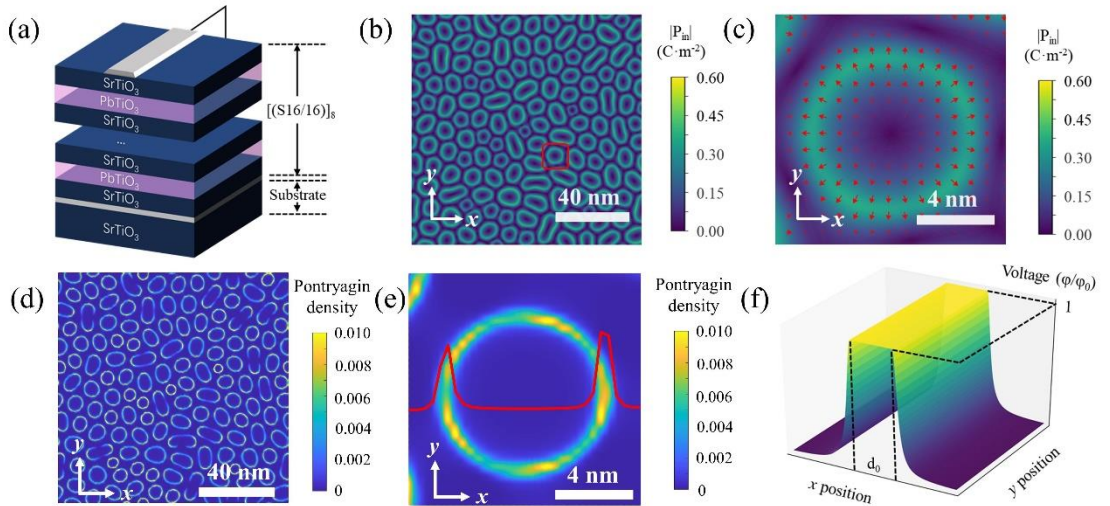 (a)
SrTiO₃
PbTiO₃
SrTiO₃
...
SrTiO₃
PbTiO₃
SrTiO₃
SrTiO₃
[(S16/16)]₈
Substrate
(b)
y
x
40 nm
|Pᵢₙ|
(C·m⁻²)
0.60
0.45
0.30
0.15
0.00
(c)
y
x
4 nm
|Pᵢₙ|
(C·m⁻²)
0.60
0.45
0.30
0.15
0.00
(d)
y
x
40 nm
Pontryagin
density
0.010
0.008
0.006
0.004
0.002
0
(e)
y
x
4 nm
Pontryagin
density
0.010
0.008
0.006
0.004
0.002
0
(f)
Voltage (φ/φ₀)
1
d₀
x position
y position